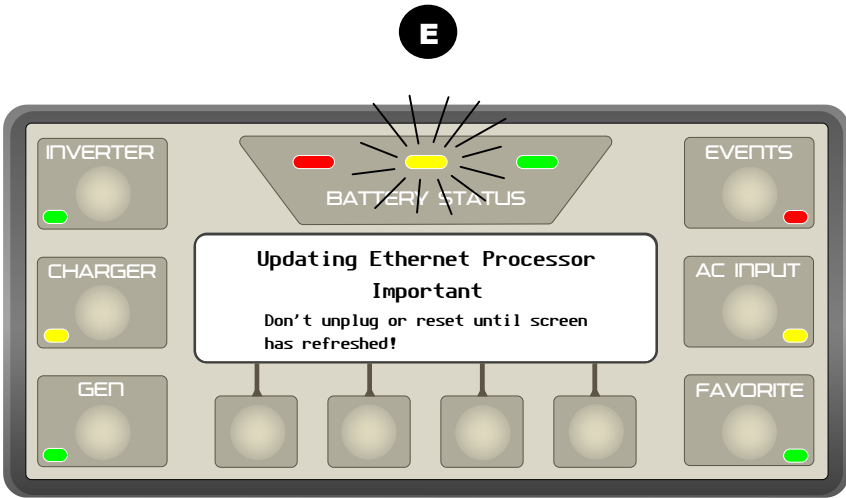 E
INVERTER
EVENTS
BATTERY STATUS
CHARGER
Updating Ethernet Processor
Important
Don't unplug or reset until screen
has refreshed!
AC INPUT
GEN
FAVORITE